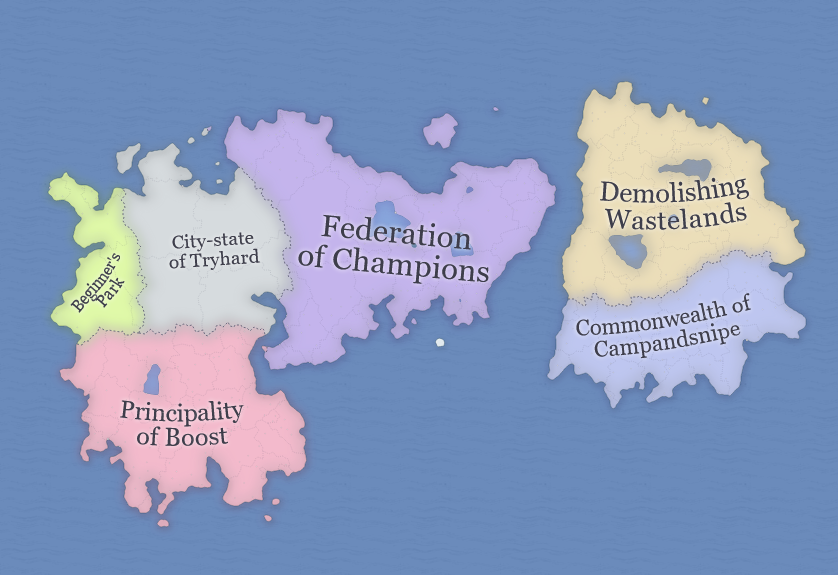 Demolishing
Wastelands
Federation
of Champions
City-state
of Tryhard
Beginner's
Park
Commonwealth of
Campandsnipe
Principality
of Boost